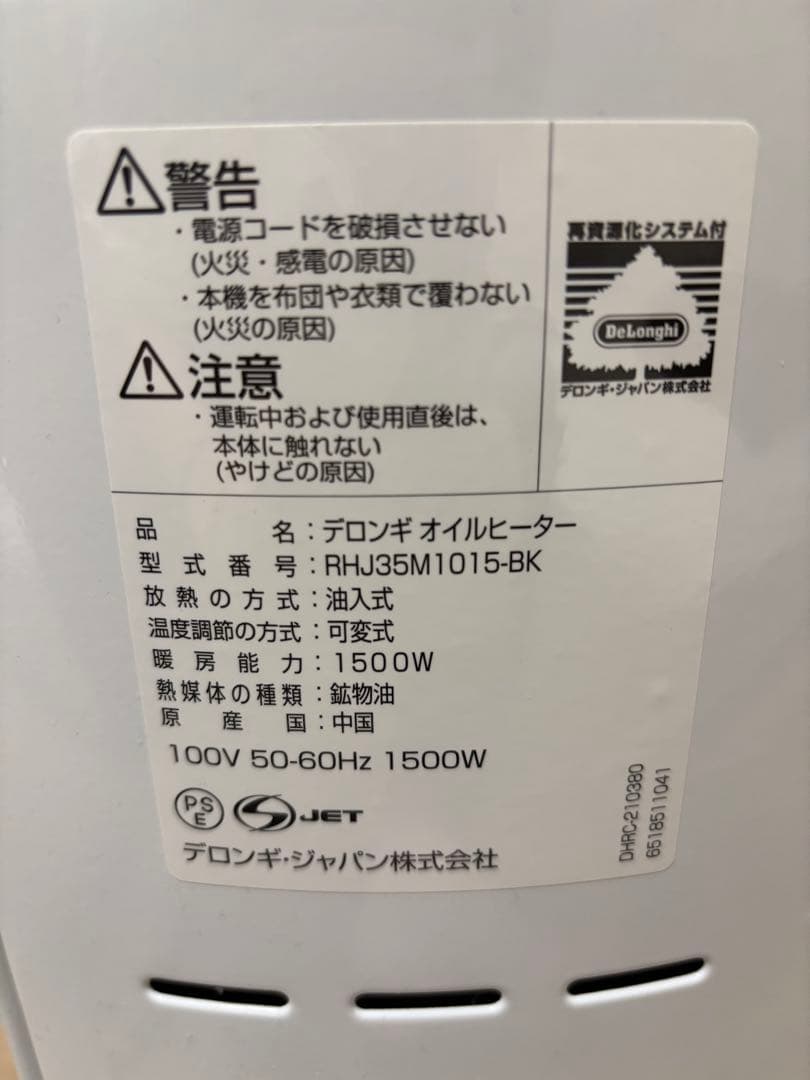 警告
・電源コードを破損させない
(火災・感電の原因)
・本機を布団や衣類で覆わない
(火災の原因)
注意
・運転中および使用直後は、
本体に触れない
(やけどの原因)
再資源化システム付
DeLonghi
デロンギ・ジャパン株式会社
品名：デロンギ オイルヒーター
型式番号：RHJ35M1015-BK
放熱の方式：油入式
温度調節の方式：可変式
暖房能力：1500W
熱媒体の種類：鉱物油
原産国：中国
100V 50-60Hz 1500W
PSE JET
デロンギ・ジャパン株式会社
DHRC-210380
6518511041